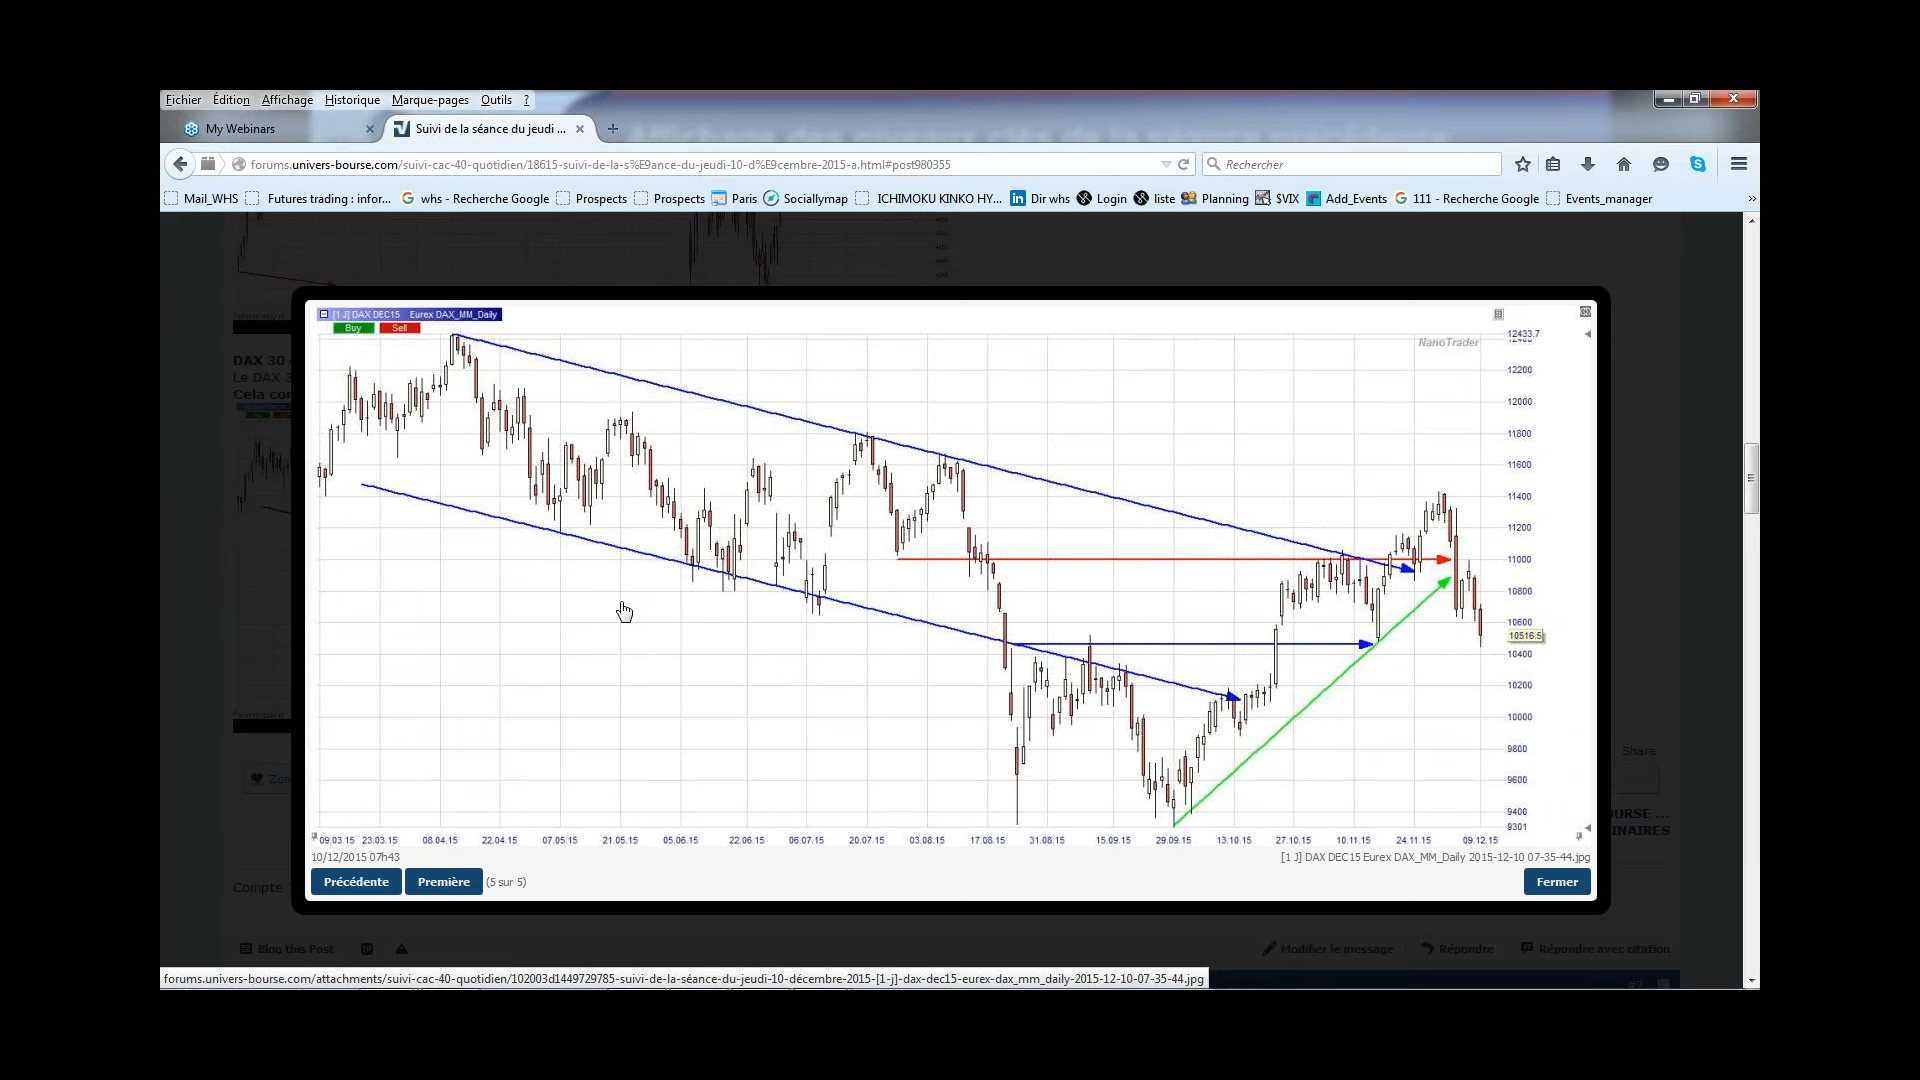 Fichier Édition Affichage Historique Marque-pages Outils ?
My Webinars
Suivi de la séance du jeudi ...
forums.univers-bourse.com/suivi-cac-40-quotidien/18615-suivi-de-la-s%E9ance-du-jeudi-10-d%E9cembre-2015-a.html#post980355
Rechercher
Mail_WHS Futures trading : infor... whs - Recherche Google Prospects Prospects Paris Sociallymap ICHIMOKU KINKO HY... Dir whs Login liste Planning $VIX Add_Events 111 - Recherche Google Events_manager »
[1 J] DAX DEC15 Eurex DAX_MM_Daily
Buy Sell
NanoTrader
12433.7
12200
12000
11800
11600
11400
11200
11000
10800
10600
10516.5
10400
10200
10000
9800
9600
9400
9301
09.03.15 23.03.15 08.04.15 22.04.15 07.05.15 21.05.15 05.06.15 22.06.15 06.07.15 20.07.15 03.08.15 17.08.15 31.08.15 15.09.15 29.09.15 13.10.15 27.10.15 10.11.15 24.11.15 09.12.15
10/12/2015 07h43
[1 J] DAX DEC15 Eurex DAX_MM_Daily 2015-12-10 07-35-44.jpg
Précédente Première (5 sur 5) Fermer
DAX 30
Le DAX 3
Cela co
Zon
Share
OURSE ...
INAIRES
Compte
Blog this Post
Modifier le message Répondre Répondre avec citation
forums.univers-bourse.com/attachments/suivi-cac-40-quotidien/102003d1449729785-suivi-de-la-séance-du-jeudi-10-décembre-2015-[1-j]-dax-dec15-eurex-dax_mm_daily-2015-12-10-07-35-44.jpg